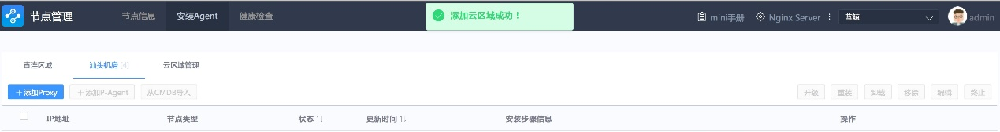 节点管理 节点信息 安装Agent 健康检查 添加云区域成功！ mini手册 Nginx Server 蓝鲸 admin
直连区域 汕头机房 [4] 云区域管理
＋添加Proxy ＋添加P-Agent 从CMDB导入 升级 重装 卸载 移除 编辑 终止
IP地址 节点类型 状态 更新时间 安装步骤信息 操作